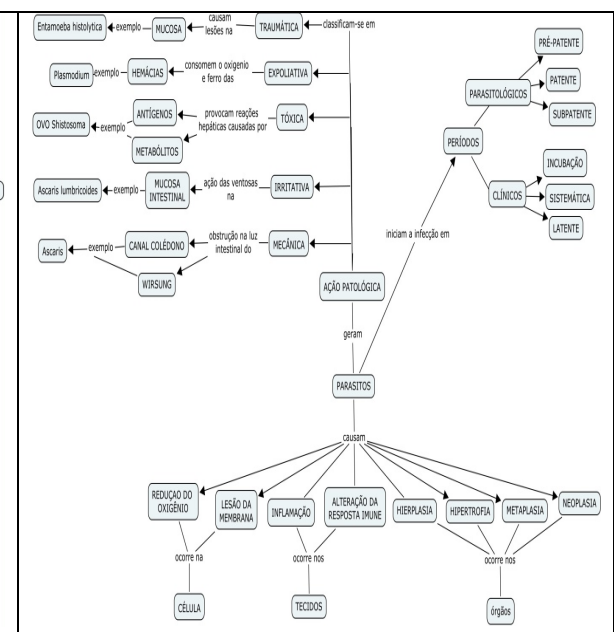 Entamoeba histolytica
exemplo
MUCOSA
causam
lesões na
TRAUMÁTICA
classificam-se em
Plasmodium
exemplo
HEMÁCIAS
consomem o oxigenio
e ferro das
EXPOLIATIVA
OVO Shistosoma
exemplo
ANTÍGENOS
METABÓLITOS
provocam reações
hepáticas causadas por
TÓXICA
Ascaris lumbricoides
exemplo
MUCOSA
INTESTINAL
ação das ventosas
na
IRRITATIVA
Ascaris
exemplo
CANAL COLÉDONO
WIRSUNG
obstrução na luz
intestinal do
MECÂNICA
AÇÃO PATOLÓGICA
geram
PARASITOS
iniciam a infecção em
PERÍODOS
PARASITOLÓGICOS
PRÉ-PATENTE
PATENTE
SUBPATENTE
CLÍNICOS
INCUBAÇÃO
SISTEMÁTICA
LATENTE
causam
REDUÇAO DO
OXIGÊNIO
LESÃO DA
MEMBRANA
INFLAMAÇÃO
ALTERAÇÃO DA
RESPOSTA IMUNE
HIERPLASIA
HIPERTROFIA
METAPLASIA
NEOPLASIA
ocorre na
ocorre nos
ocorre nos
CÉLULA
TECIDOS
órgãos